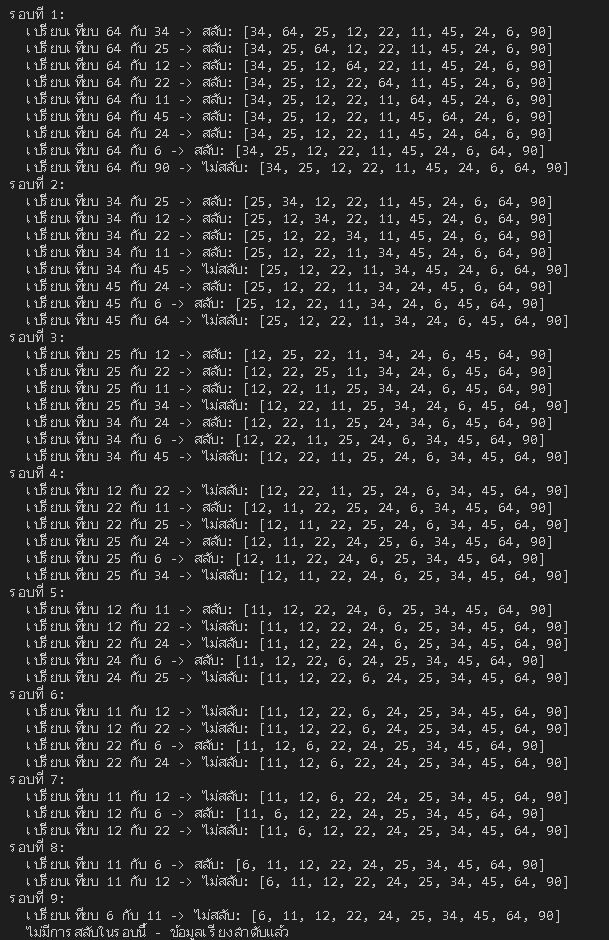 รอบที่ 1:
เปรียบเทียบ 64 กับ 34 -> สลับ: [34, 64, 25, 12, 22, 11, 45, 24, 6, 90]
เปรียบเทียบ 64 กับ 25 -> สลับ: [34, 25, 64, 12, 22, 11, 45, 24, 6, 90]
เปรียบเทียบ 64 กับ 12 -> สลับ: [34, 25, 12, 64, 22, 11, 45, 24, 6, 90]
เปรียบเทียบ 64 กับ 22 -> สลับ: [34, 25, 12, 22, 64, 11, 45, 24, 6, 90]
เปรียบเทียบ 64 กับ 11 -> สลับ: [34, 25, 12, 22, 11, 64, 45, 24, 6, 90]
เปรียบเทียบ 64 กับ 45 -> สลับ: [34, 25, 12, 22, 11, 45, 64, 24, 6, 90]
เปรียบเทียบ 64 กับ 24 -> สลับ: [34, 25, 12, 22, 11, 45, 24, 64, 6, 90]
เปรียบเทียบ 64 กับ 6 -> สลับ: [34, 25, 12, 22, 11, 45, 24, 6, 64, 90]
เปรียบเทียบ 64 กับ 90 -> ไม่สลับ: [34, 25, 12, 22, 11, 45, 24, 6, 64, 90]
รอบที่ 2:
เปรียบเทียบ 34 กับ 25 -> สลับ: [25, 34, 12, 22, 11, 45, 24, 6, 64, 90]
เปรียบเทียบ 34 กับ 12 -> สลับ: [25, 12, 34, 22, 11, 45, 24, 6, 64, 90]
เปรียบเทียบ 34 กับ 22 -> สลับ: [25, 12, 22, 34, 11, 45, 24, 6, 64, 90]
เปรียบเทียบ 34 กับ 11 -> สลับ: [25, 12, 22, 11, 34, 45, 24, 6, 64, 90]
เปรียบเทียบ 34 กับ 45 -> ไม่สลับ: [25, 12, 22, 11, 34, 45, 24, 6, 64, 90]
เปรียบเทียบ 45 กับ 24 -> สลับ: [25, 12, 22, 11, 34, 24, 45, 6, 64, 90]
เปรียบเทียบ 45 กับ 6 -> สลับ: [25, 12, 22, 11, 34, 24, 6, 45, 64, 90]
เปรียบเทียบ 45 กับ 64 -> ไม่สลับ: [25, 12, 22, 11, 34, 24, 6, 45, 64, 90]
รอบที่ 3:
เปรียบเทียบ 25 กับ 12 -> สลับ: [12, 25, 22, 11, 34, 24, 6, 45, 64, 90]
เปรียบเทียบ 25 กับ 22 -> สลับ: [12, 22, 25, 11, 34, 24, 6, 45, 64, 90]
เปรียบเทียบ 25 กับ 11 -> สลับ: [12, 22, 11, 25, 34, 24, 6, 45, 64, 90]
เปรียบเทียบ 25 กับ 34 -> ไม่สลับ: [12, 22, 11, 25, 34, 24, 6, 45, 64, 90]
เปรียบเทียบ 34 กับ 24 -> สลับ: [12, 22, 11, 25, 24, 34, 6, 45, 64, 90]
เปรียบเทียบ 34 กับ 6 -> สลับ: [12, 22, 11, 25, 24, 6, 34, 45, 64, 90]
เปรียบเทียบ 34 กับ 45 -> ไม่สลับ: [12, 22, 11, 25, 24, 6, 34, 45, 64, 90]
รอบที่ 4:
เปรียบเทียบ 12 กับ 22 -> ไม่สลับ: [12, 22, 11, 25, 24, 6, 34, 45, 64, 90]
เปรียบเทียบ 22 กับ 11 -> สลับ: [12, 11, 22, 25, 24, 6, 34, 45, 64, 90]
เปรียบเทียบ 22 กับ 25 -> ไม่สลับ: [12, 11, 22, 25, 24, 6, 34, 45, 64, 90]
เปรียบเทียบ 25 กับ 24 -> สลับ: [12, 11, 22, 24, 25, 6, 34, 45, 64, 90]
เปรียบเทียบ 25 กับ 6 -> สลับ: [12, 11, 22, 24, 6, 25, 34, 45, 64, 90]
เปรียบเทียบ 25 กับ 34 -> ไม่สลับ: [12, 11, 22, 24, 6, 25, 34, 45, 64, 90]
รอบที่ 5:
เปรียบเทียบ 12 กับ 11 -> สลับ: [11, 12, 22, 24, 6, 25, 34, 45, 64, 90]
เปรียบเทียบ 12 กับ 22 -> ไม่สลับ: [11, 12, 22, 24, 6, 25, 34, 45, 64, 90]
เปรียบเทียบ 22 กับ 24 -> ไม่สลับ: [11, 12, 22, 24, 6, 25, 34, 45, 64, 90]
เปรียบเทียบ 24 กับ 6 -> สลับ: [11, 12, 22, 6, 24, 25, 34, 45, 64, 90]
เปรียบเทียบ 24 กับ 25 -> ไม่สลับ: [11, 12, 22, 6, 24, 25, 34, 45, 64, 90]
รอบที่ 6:
เปรียบเทียบ 11 กับ 12 -> ไม่สลับ: [11, 12, 22, 6, 24, 25, 34, 45, 64, 90]
เปรียบเทียบ 12 กับ 22 -> ไม่สลับ: [11, 12, 22, 6, 24, 25, 34, 45, 64, 90]
เปรียบเทียบ 22 กับ 6 -> สลับ: [11, 12, 6, 22, 24, 25, 34, 45, 64, 90]
เปรียบเทียบ 22 กับ 24 -> ไม่สลับ: [11, 12, 6, 22, 24, 25, 34, 45, 64, 90]
รอบที่ 7:
เปรียบเทียบ 11 กับ 12 -> ไม่สลับ: [11, 12, 6, 22, 24, 25, 34, 45, 64, 90]
เปรียบเทียบ 12 กับ 6 -> สลับ: [11, 6, 12, 22, 24, 25, 34, 45, 64, 90]
เปรียบเทียบ 12 กับ 22 -> ไม่สลับ: [11, 6, 12, 22, 24, 25, 34, 45, 64, 90]
รอบที่ 8:
เปรียบเทียบ 11 กับ 6 -> สลับ: [6, 11, 12, 22, 24, 25, 34, 45, 64, 90]
เปรียบเทียบ 11 กับ 12 -> ไม่สลับ: [6, 11, 12, 22, 24, 25, 34, 45, 64, 90]
รอบที่ 9:
เปรียบเทียบ 6 กับ 11 -> ไม่สลับ: [6, 11, 12, 22, 24, 25, 34, 45, 64, 90]
ไม่มีการสลับในรอบนี้ - ข้อมูลเรียงลำดับแล้ว